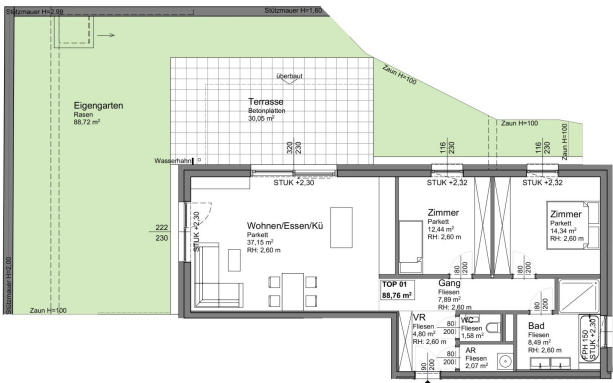 Stützmauer H=2,99
Stützmauer H=1,60
Zaun H=100
überbaut
Eigengarten
Rasen
88,72 m²
Terrasse
Betonplatten
30,05 m²
Zaun H=100
Zaun H=100
Wasserhahn
320
230
116
230
116
230
STUK +2,30
STUK +2,32
STUK +2,32
222
230
STUK +2,30
Wohnen/Essen/Kü
Parkett
37,15 m²
RH: 2,60 m
Zimmer
Parkett
12,44 m²
RH: 2,60 m
Zimmer
Parkett
14,34 m²
RH: 2,60 m
80
200
80
200
Stützmauer H=2,00
TOP 01
88,76 m²
Gang
Fliesen
7,89 m²
RH: 2,60 m
80
200
Zaun H=100
VR
Fliesen
4,80 m²
RH: 2,60 m
80
200
WC
Fliesen
1,58 m²
Bad
Fliesen
8,49 m²
RH: 2,60 m
FPH 150
STUK +2,30
80
200
AR
Fliesen
2,07 m²
90
200